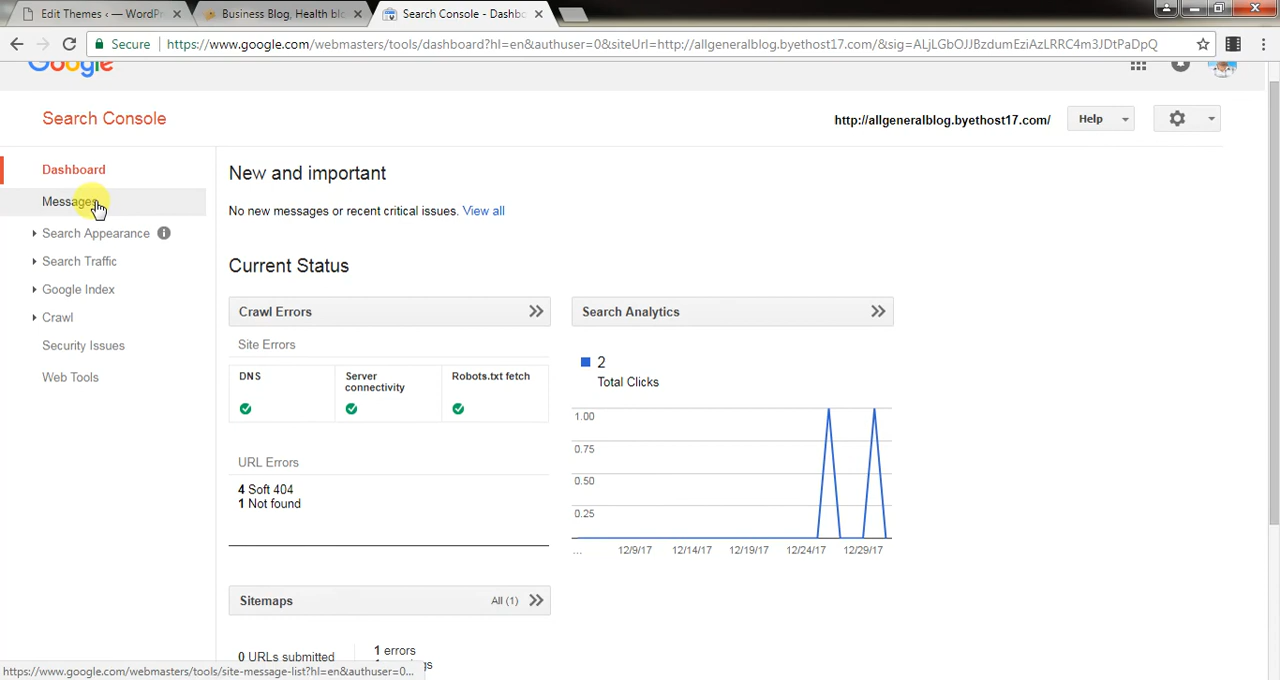 Edit Themes ‹ — WordPr
Business Blog, Health blo
Search Console - Dashbo
Secure
https://www.google.com/webmasters/tools/dashboard?hl=en&authuser=0&siteUrl=http://allgeneralblog.byethost17.com/&sig=ALjLGbOJJBzdumEziAzLRRC4m3JDtPaDpQ
Google
Search Console
http://allgeneralblog.byethost17.com/
Help
Dashboard
Messages
Search Appearance
Search Traffic
Google Index
Crawl
Security Issues
Web Tools
New and important
No new messages or recent critical issues. View all
Current Status
Crawl Errors
Site Errors
DNS
Server
connectivity
Robots.txt fetch
URL Errors
4 Soft 404
1 Not found
Search Analytics
2
Total Clicks
1.00
0.75
0.50
0.25
... 12/9/17 12/14/17 12/19/17 12/24/17 12/29/17
Sitemaps All (1)
0 URLs submitted
1 errors
https://www.google.com/webmasters/tools/site-message-list?hl=en&authuser=0...